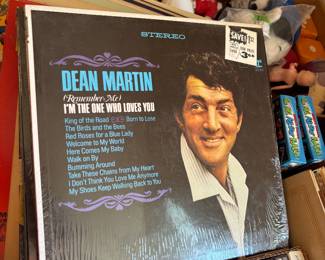 STEREO
SAVE!
DEAN MARTIN
(Remember Me)
I'M THE ONE WHO LOVES YOU
King of the Road Born to Lose
The Birds and the Bees
Red Roses for a Blue Lady
Welcome to My World
Here Comes My Baby
Walk on By
Bumming Around
Take These Chains from My Heart
I Don't Think You Love Me Anymore
My Shoes Keep Walking Back to You